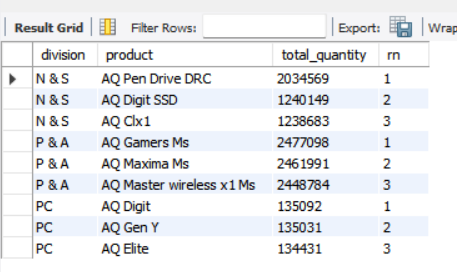 Result Grid Filter Rows: Export: Wrap
division product total_quantity rn
N & S AQ Pen Drive DRC 2034569 1
N & S AQ Digit SSD 1240149 2
N & S AQ Clx1 1238683 3
P & A AQ Gamers Ms 2477098 1
P & A AQ Maxima Ms 2461991 2
P & A AQ Master wireless x1 Ms 2448784 3
PC AQ Digit 135092 1
PC AQ Gen Y 135031 2
PC AQ Elite 134431 3